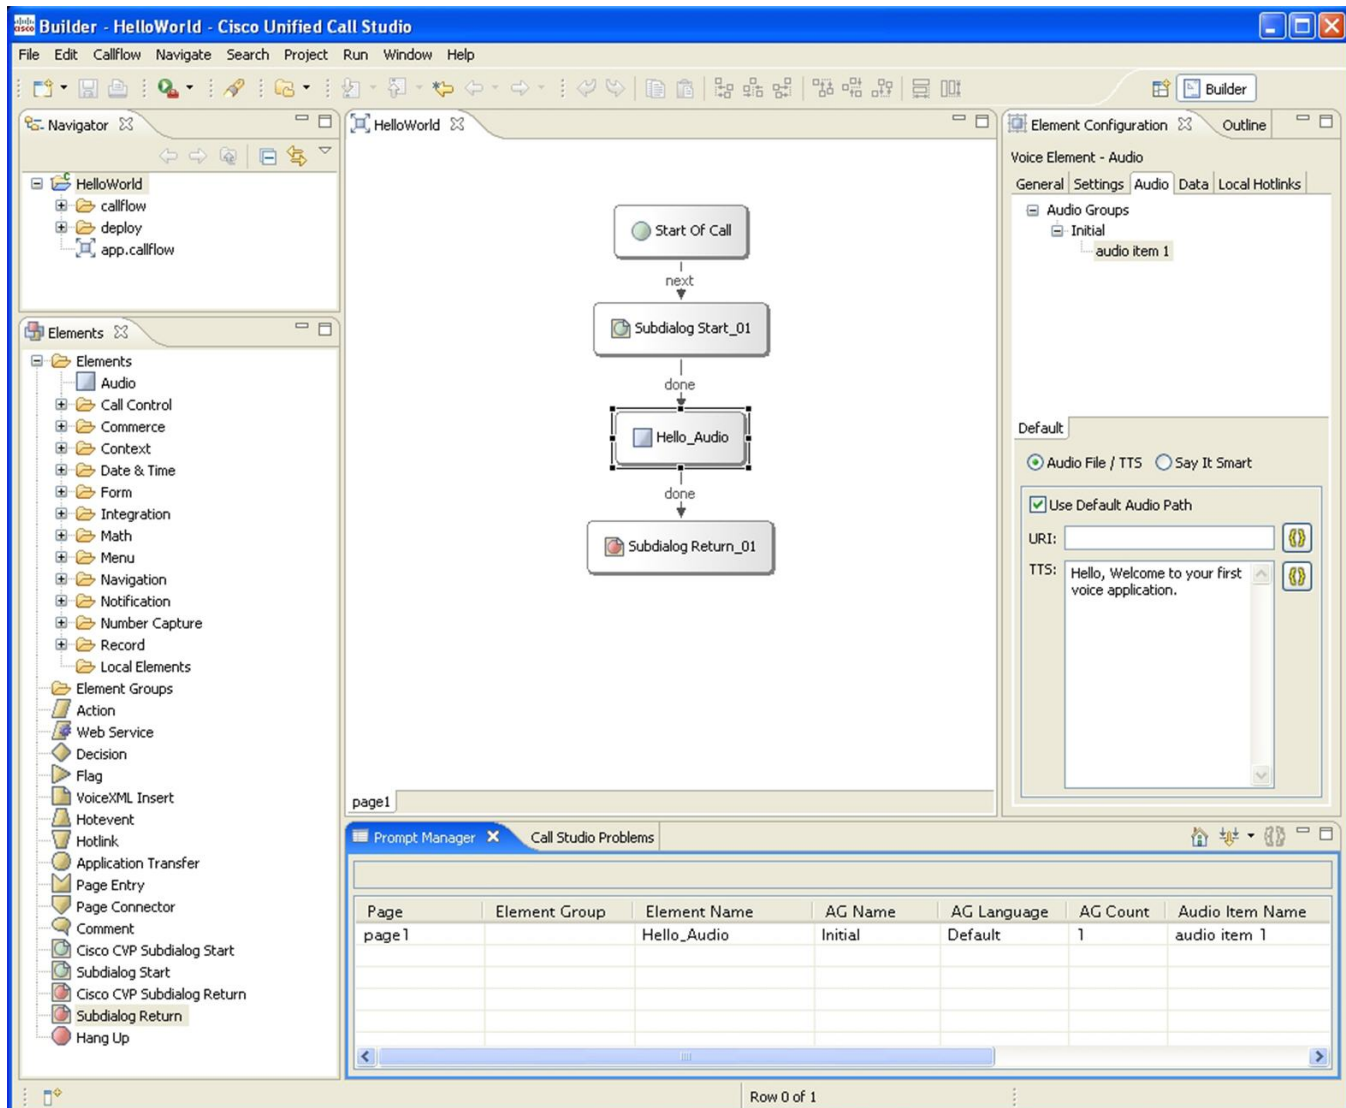 cisco Builder - HelloWorld - Cisco Unified Call Studio
File Edit Callflow Navigate Search Project Run Window Help
Builder
Navigator
HelloWorld
callflow
deploy
app.callflow
Elements
Elements
Audio
Call Control
Commerce
Context
Date & Time
Form
Integration
Math
Menu
Navigation
Notification
Number Capture
Record
Local Elements
Element Groups
Action
Web Service
Decision
Flag
VoiceXML Insert
Hotevent
Hotlink
Application Transfer
Page Entry
Page Connector
Comment
Cisco CVP Subdialog Start
Subdialog Start
Cisco CVP Subdialog Return
Subdialog Return
Hang Up
HelloWorld
Start Of Call
next
Subdialog Start_01
done
Hello_Audio
done
Subdialog Return_01
page1
Element Configuration Outline
Voice Element - Audio
General Settings Audio Data Local Hotlinks
Audio Groups
Initial
audio item 1
Default
Audio File / TTS Say It Smart
Use Default Audio Path
URI:
TTS: Hello, Welcome to your first
voice application.
Prompt Manager Call Studio Problems
Page Element Group Element Name AG Name AG Language AG Count Audio Item Name
page1 Hello_Audio Initial Default 1 audio item 1
Row 0 of 1